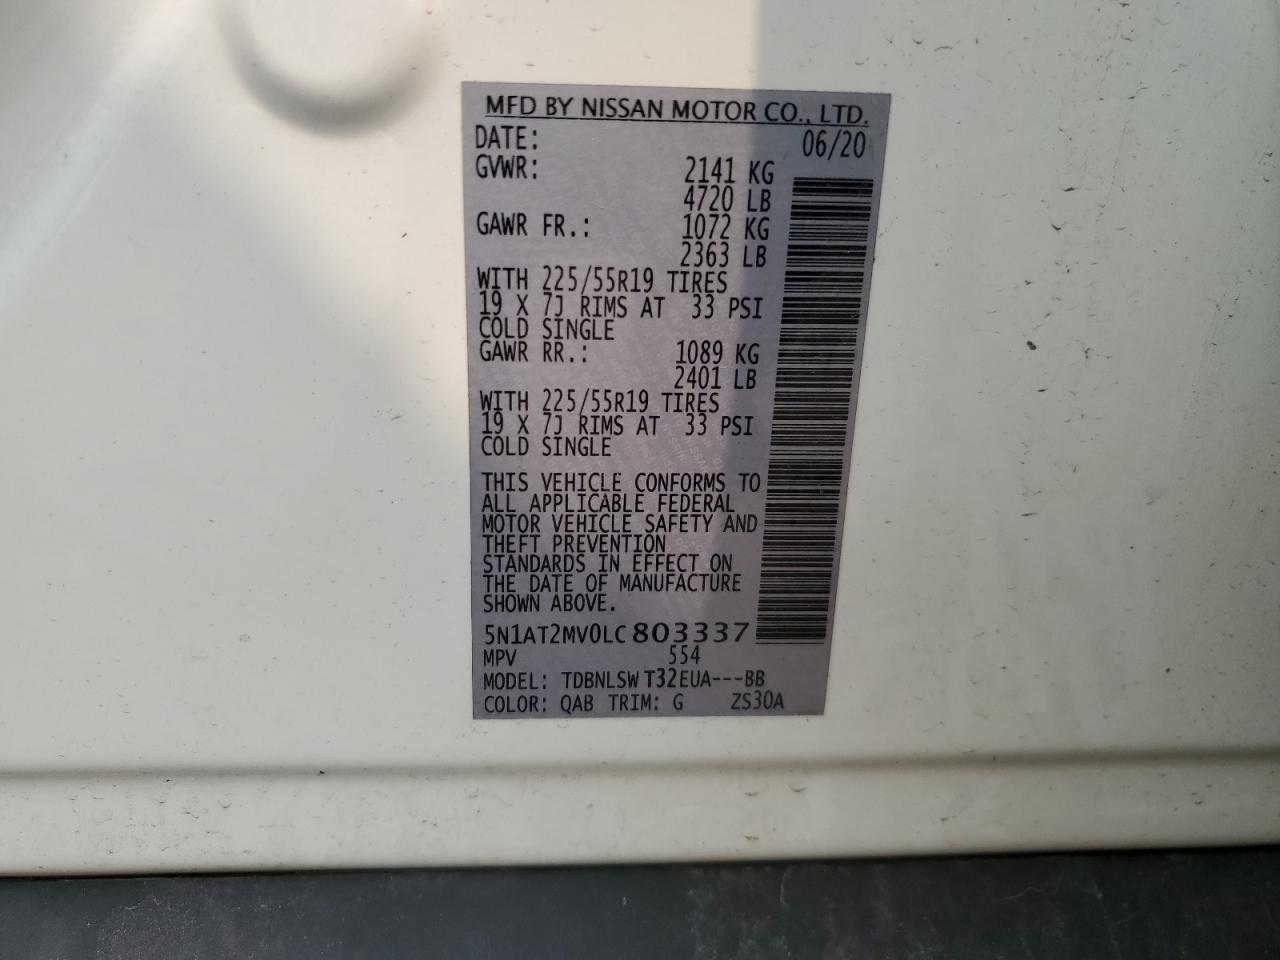 MFD BY NISSAN MOTOR CO., LTD.
DATE: 06/20
GVWR: 2141 KG
4720 LB
GAWR FR.: 1072 KG
2363 LB
WITH 225/55R19 TIRES
19 X 7J RIMS AT 33 PSI
COLD SINGLE
GAWR RR.: 1089 KG
2401 LB
WITH 225/55R19 TIRES
19 X 7J RIMS AT 33 PSI
COLD SINGLE
THIS VEHICLE CONFORMS TO
ALL APPLICABLE FEDERAL
MOTOR VEHICLE SAFETY AND
THEFT PREVENTION
STANDARDS IN EFFECT ON
THE DATE OF MANUFACTURE
SHOWN ABOVE.
5N1AT2MV0LC803337
MPV 554
MODEL: TDBNLSW T32EUA---BB
COLOR: QAB TRIM: G ZS30A